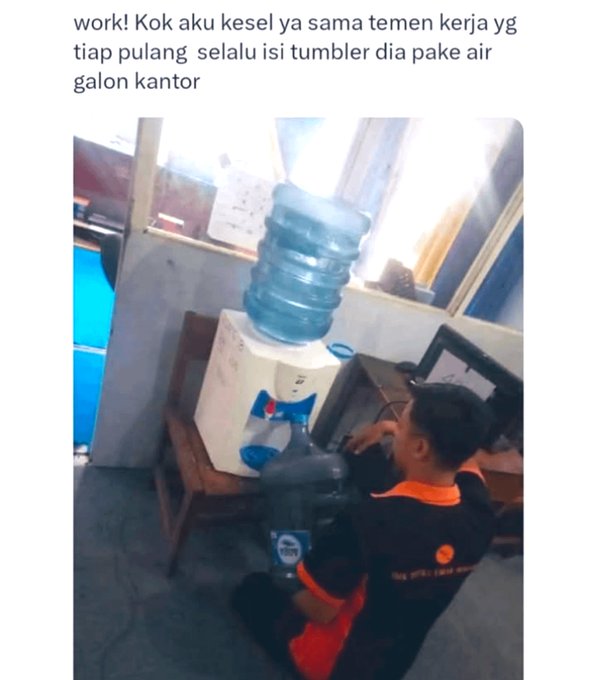 work! Kok aku kesel ya sama temen kerja yg
tiap pulang selalu isi tumbler dia pake air
galon kantor